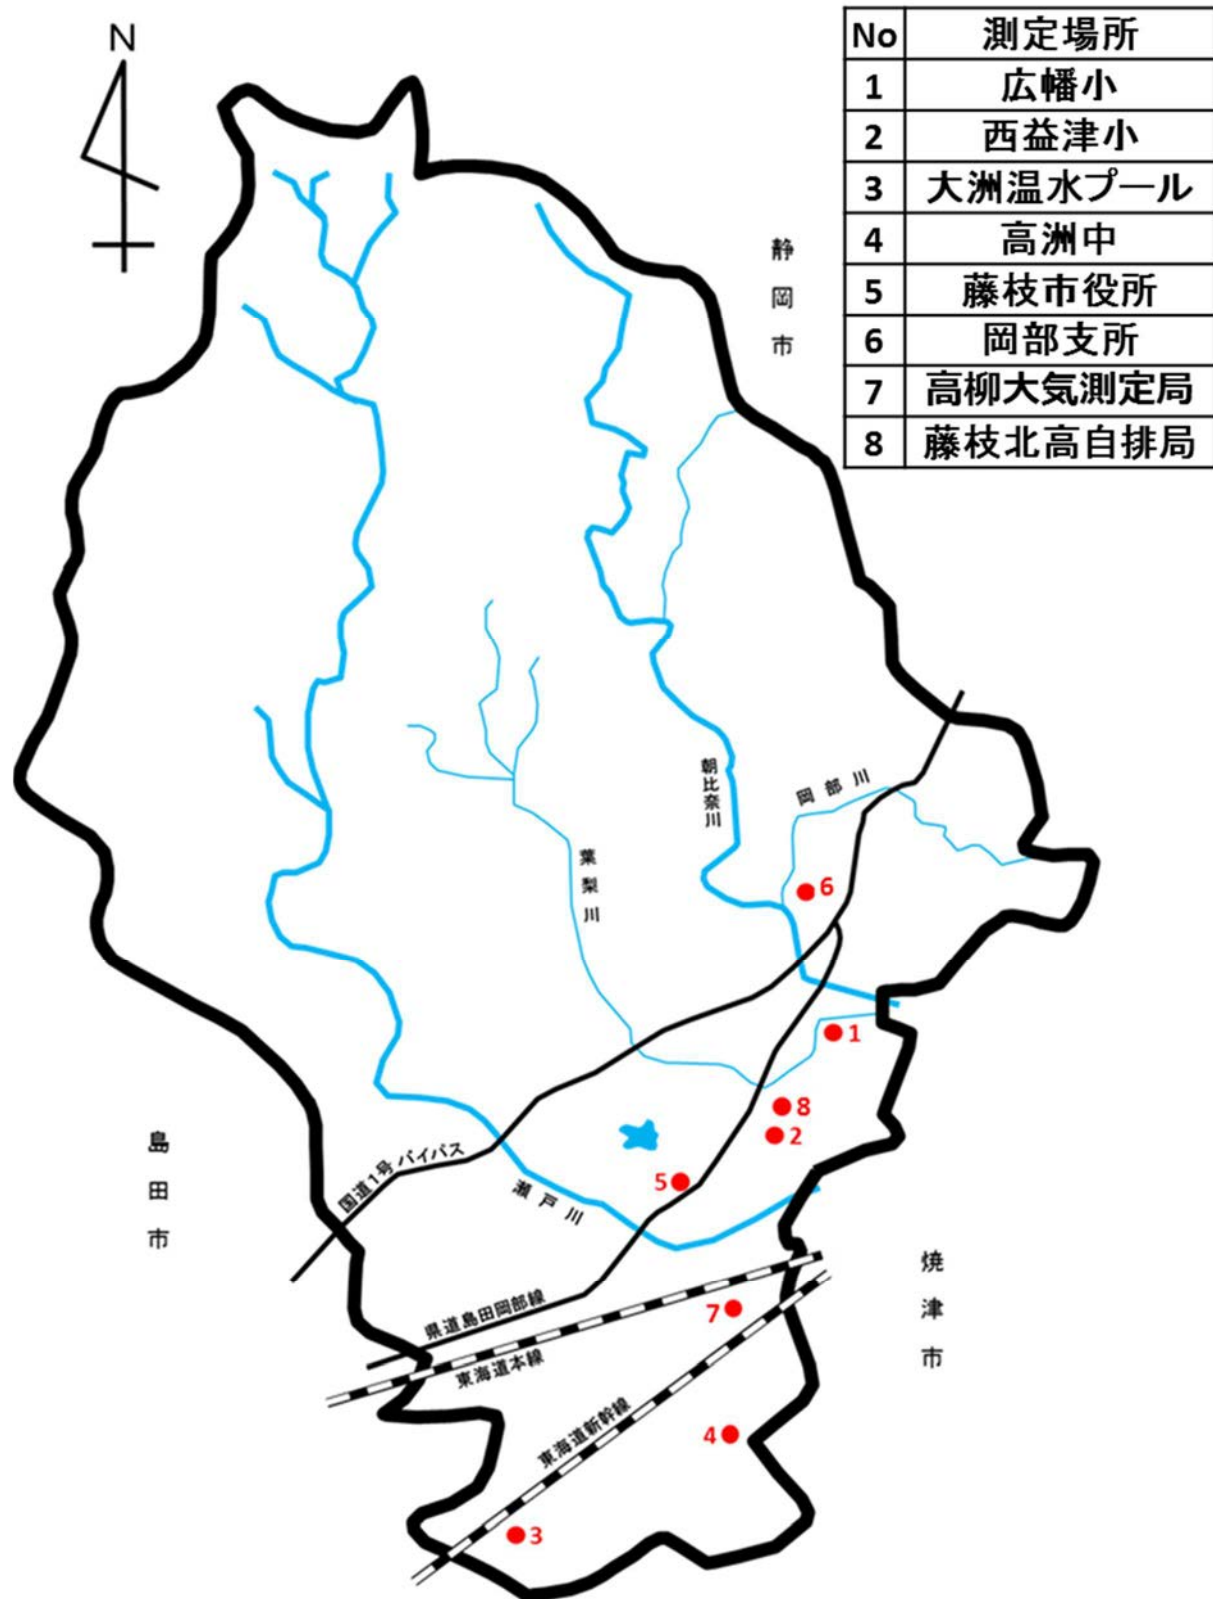 N
No 測定場所
1 広幡小
2 西益津小
3 大洲温水プール
4 高洲中
5 藤枝市役所
6 岡部支所
7 高柳大気測定局
8 藤枝北高自排局
静岡市
朝比奈川
岡部川
葉梨川
6
1
8
2
5
島田市
国道1号バイパス
瀬戸川
焼津市
7
県道島田岡部線
東海道本線
東海道新幹線
4
3